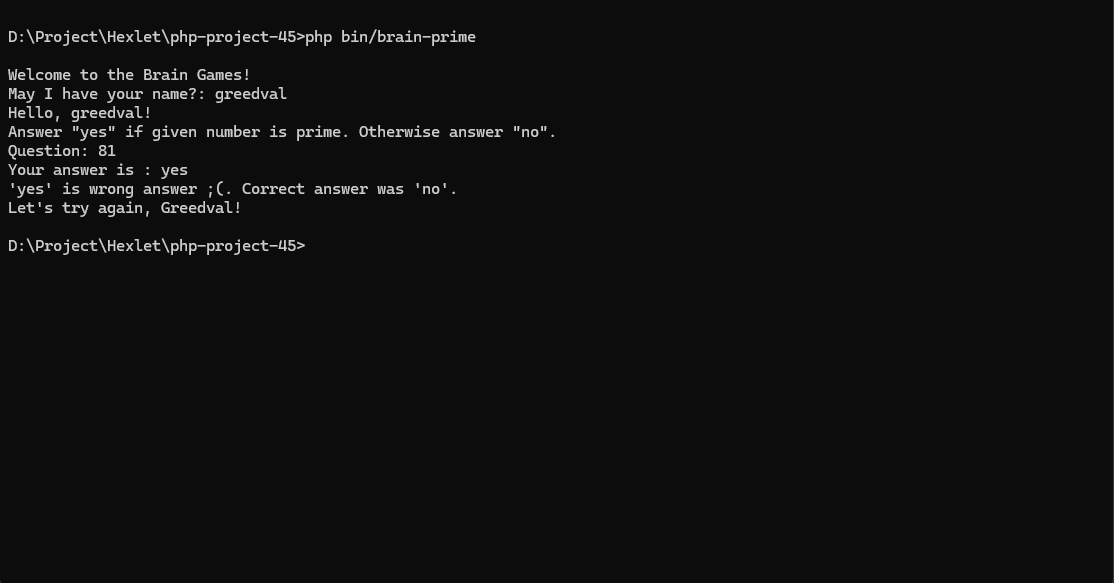 D:\Project\Hexlet\php-project-45>php bin/brain-prime
Welcome to the Brain Games!
May I have your name?: greedval
Hello, greedval!
Answer "yes" if given number is prime. Otherwise answer "no".
Question: 81
Your answer is : yes
'yes' is wrong answer ;(. Correct answer was 'no'.
Let's try again, Greedval!
D:\Project\Hexlet\php-project-45>